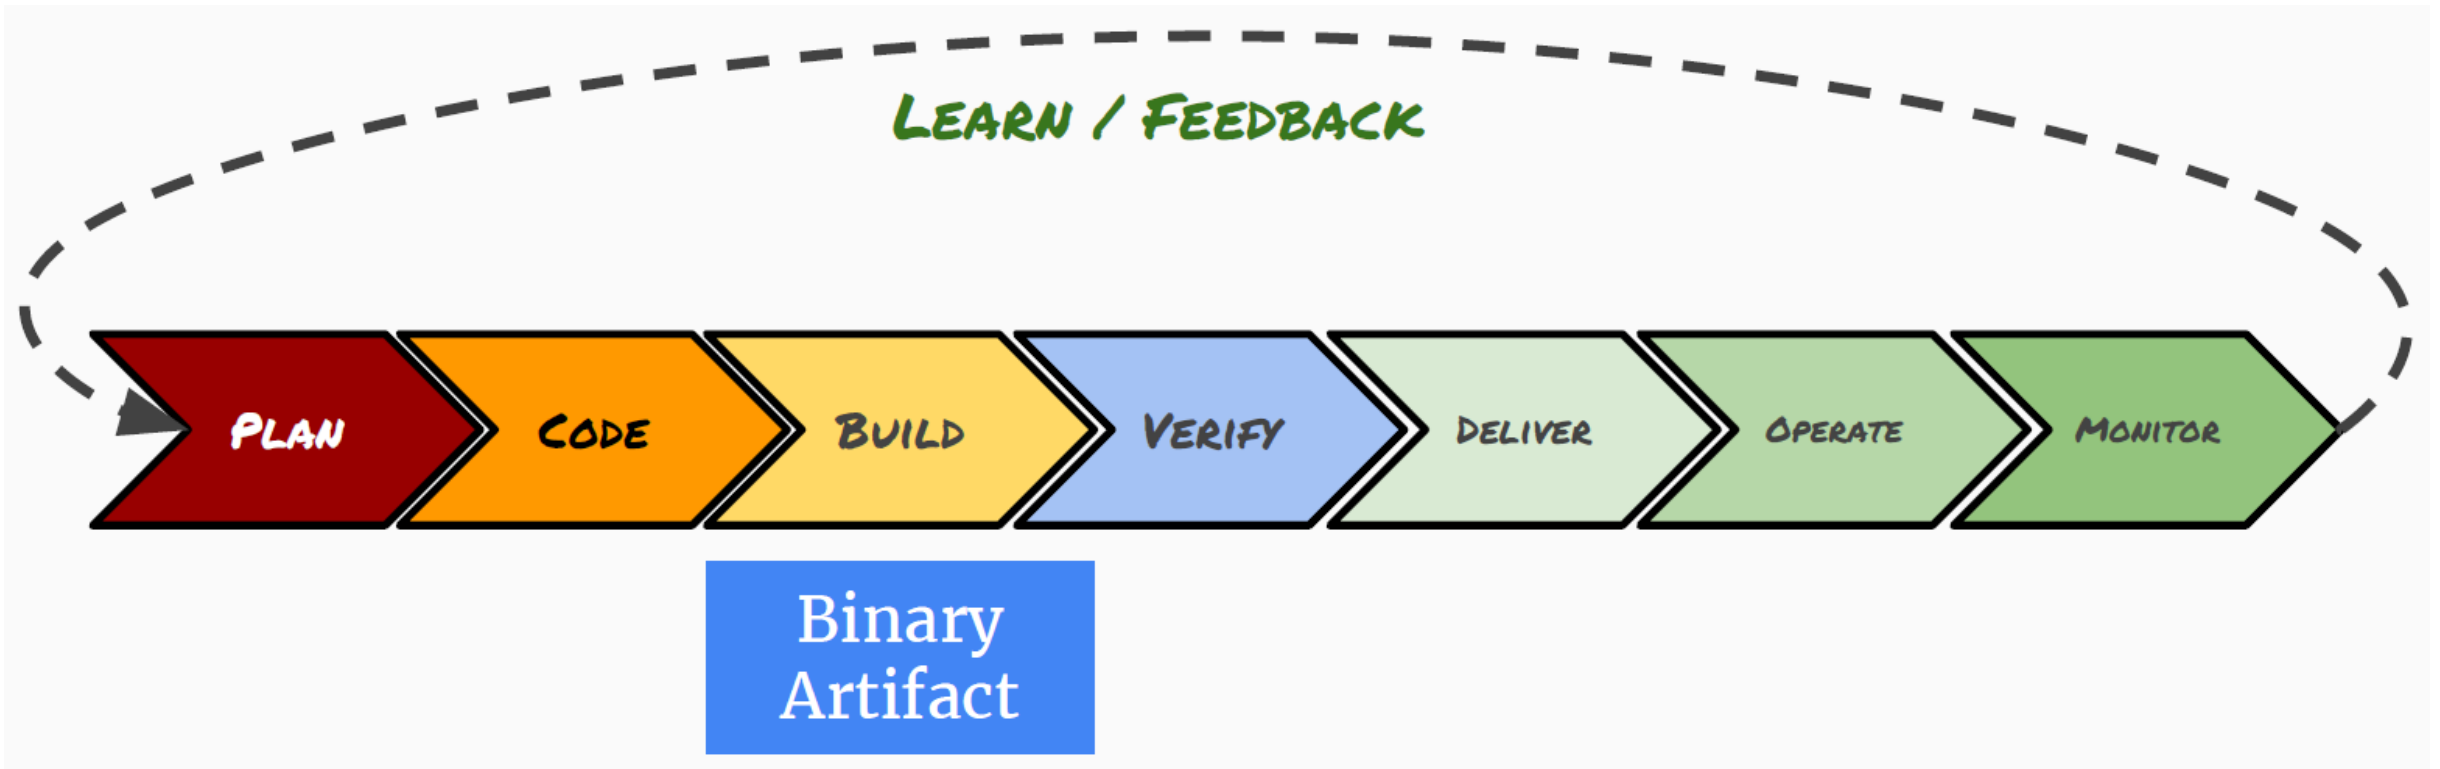 LEARN / FEEDBACK
PLAN
CODE
BUILD
VERIFY
DELIVER
OPERATE
MONITOR
Binary
Artifact